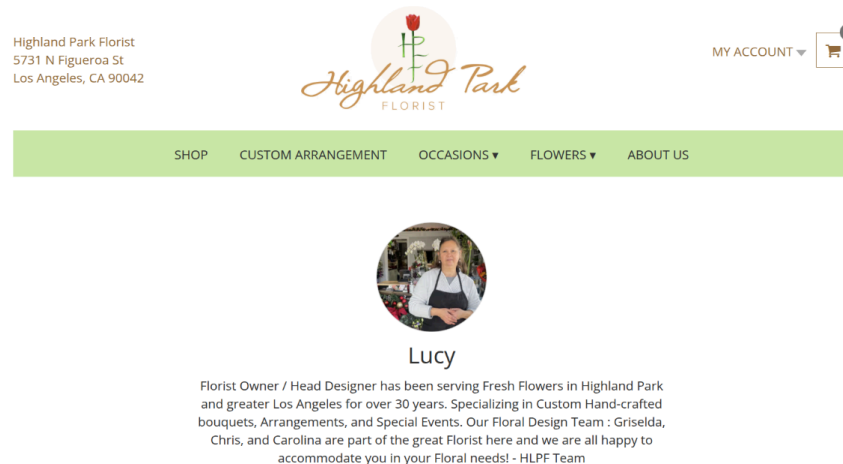 Highland Park Florist
5731 N Figueroa St
Los Angeles, CA 90042
HPF
Highland Park
FLORIST
MY ACCOUNT
SHOP
CUSTOM ARRANGEMENT
OCCASIONS ▾
FLOWERS ▾
ABOUT US
Lucy
Florist Owner / Head Designer has been serving Fresh Flowers in Highland Park
and greater Los Angeles for over 30 years. Specializing in Custom Hand-crafted
bouquets, Arrangements, and Special Events. Our Floral Design Team : Griselda,
Chris, and Carolina are part of the great Florist here and we are all happy to
accommodate you in your Floral needs! - HLPF Team